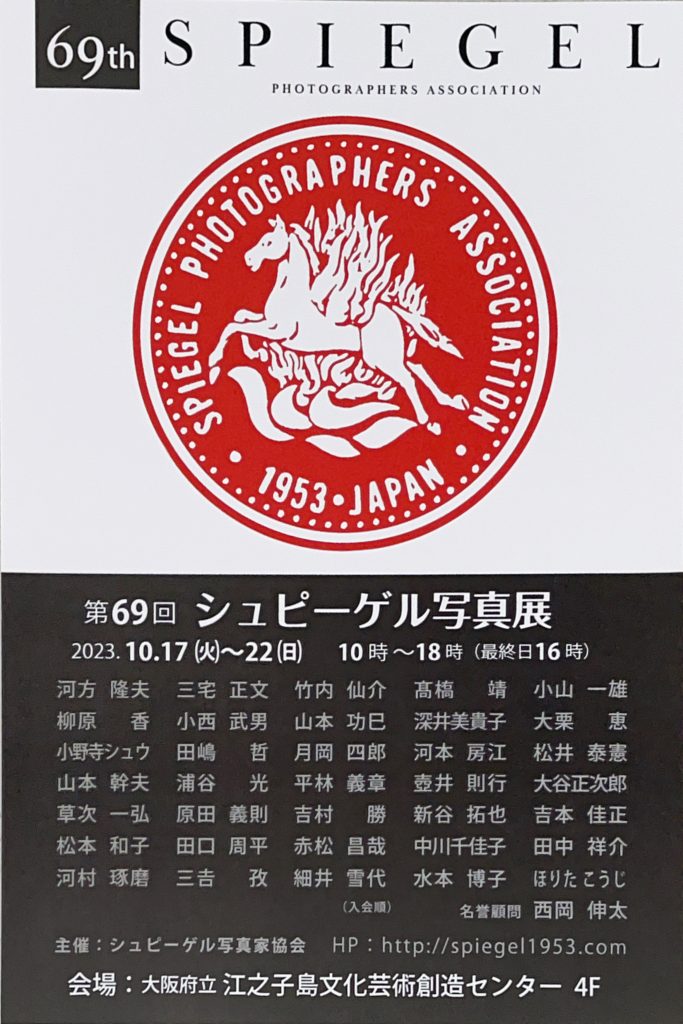 69th SPIEGEL
PHOTOGRAPHERS ASSOCIATION
SPIEGEL PHOTOGRAPHERS ASSOCIATION
1953・JAPAN
第69回 シュピーゲル写真展
2023. 10.17(火)〜22(日) 10時〜18時（最終日16時）
河方 隆夫 三宅 正文 竹内 仙介 髙橋 靖 小山 一雄
柳原 香 小西 武男 山本 功巳 深井美貴子 大栗 恵
小野寺シュウ 田嶋 哲 月岡 四郎 河本 房江 松井 泰憲
山本 幹夫 浦谷 光 平林 義章 壺井 則行 大谷正次郎
草次 一弘 原田 義則 吉村 勝 新谷 拓也 吉本 佳正
松本 和子 田口 周平 赤松 昌哉 中川千佳子 田中 祥介
河村 琢磨 三𠮷 孜 細井 雪代 水本 博子 ほりた こうじ
（入会順） 名誉顧問 西岡 伸太
主催：シュピーゲル写真家協会 HP：http://spiegel1953.com
会場：大阪府立 江之子島文化芸術創造センター 4F